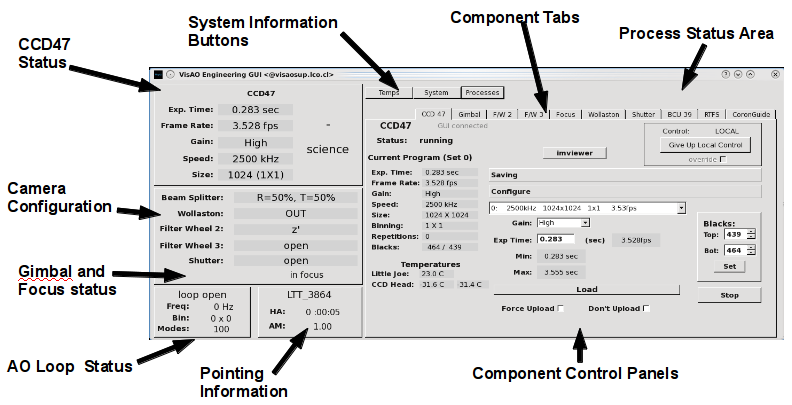 CCD47
Status
System Information
Buttons
Component Tabs
Process Status Area
VisAO Engineering GUI <@visaosup.lco.cl>
CCD47
Exp. Time: 0.283 sec
Frame Rate: 3.528 fps
Gain: High
Speed: 2500 kHz
Size: 1024 (1X1)
-
science
Camera
Configuration
Beam Splitter: R=50%, T=50%
Wollaston: OUT
Filter Wheel 2: z'
Filter Wheel 3: open
Shutter: open
in focus
Gimbal and
Focus status
loop open
Freq: 0 Hz
Bin: 0 x 0
Modes: 100
LTT_3864
HA: 0 :00:05
AM: 1.00
AO Loop Status
Pointing
Information
Temps System Processes
CCD 47 Gimbal F/W 2 F/W 3 Focus Wollaston Shutter BCU 39 RTFS CoronGuide
CCD47 GUI connected
Status: running
imviewer
Control: LOCAL
Give Up Local Control
override
Current Program (Set 0)
Exp. Time: 0.283 sec
Frame Rate: 3.528 fps
Gain: High
Speed: 2500 kHz
Size: 1024 X 1024
Binning: 1 X 1
Repetitions: 0
Blacks: 464 / 439
Temperatures
Little Joe: 23.0 C
CCD Head: 31.6 C 31.4 C
Saving
Configure
0: 2500kHz 1024x1024 1x1 3.53fps
Gain: High
Exp Time: 0.283 (sec) 3.528fps
Min: 0.283 sec
Max: 3.555 sec
Load
Force Upload Don't Upload
Blacks:
Top: 439
Bot: 464
Set
Stop
Component Control Panels